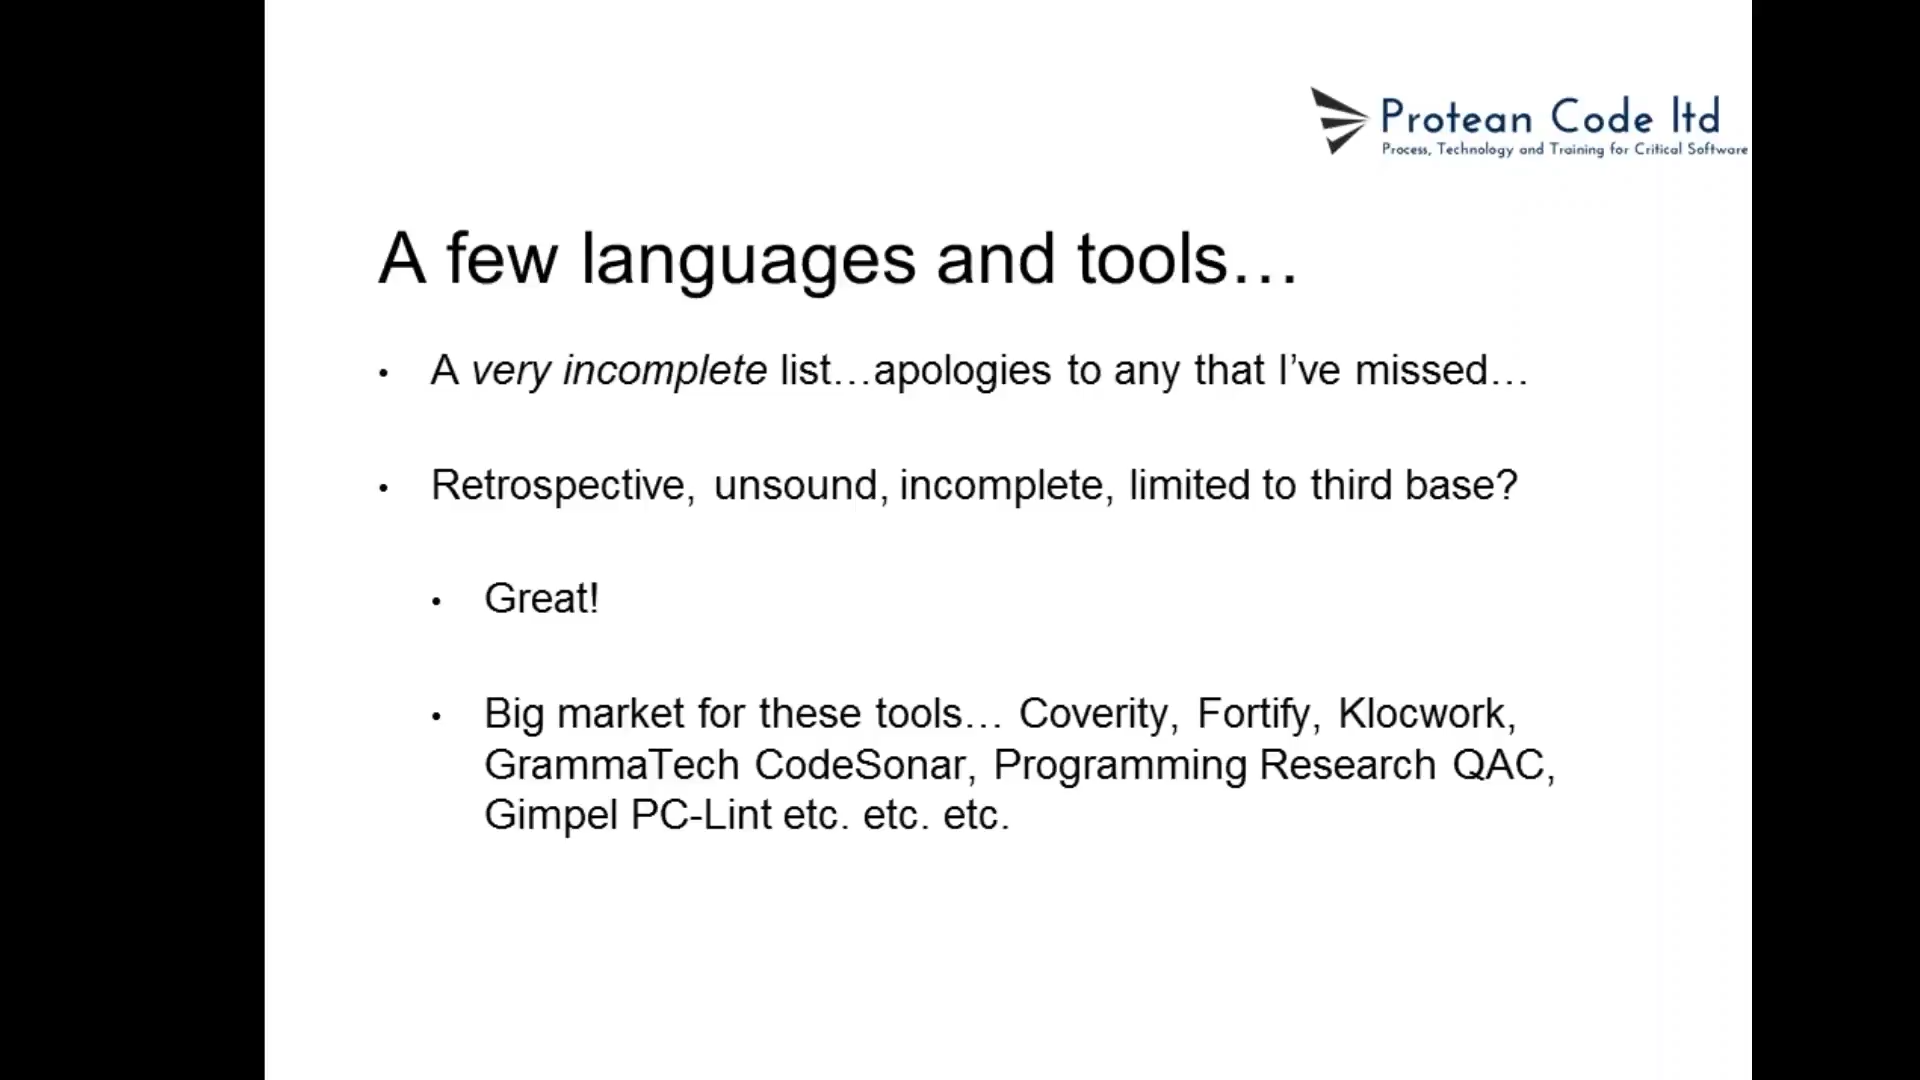 Protean Code ltd
Process, Technology and Training for Critical Software
A few languages and tools…
• A very incomplete list…apologies to any that I’ve missed…
• Retrospective, unsound, incomplete, limited to third base?
• Great!
• Big market for these tools… Coverity, Fortify, Klocwork,
GrammaTech CodeSonar, Programming Research QAC,
Gimpel PC-Lint etc. etc. etc.